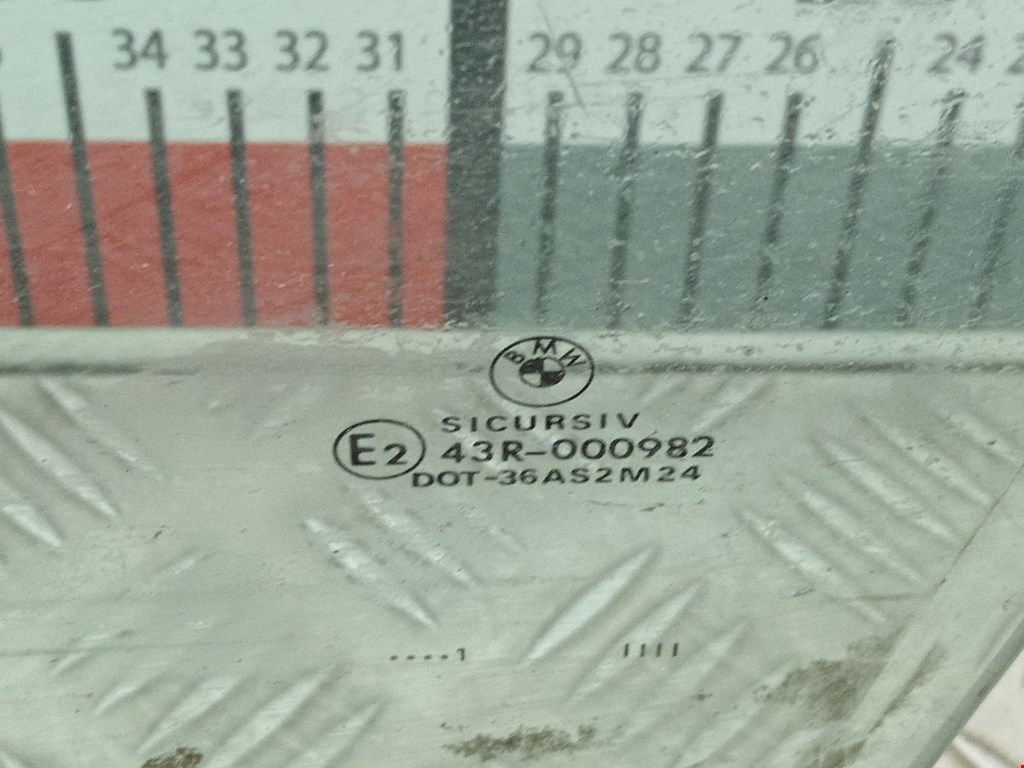 34 33 32 31 29 28 27 26 24
BMW
SICURSIV
E2 43R-000982
DOT-36AS2M24
....1 IIII